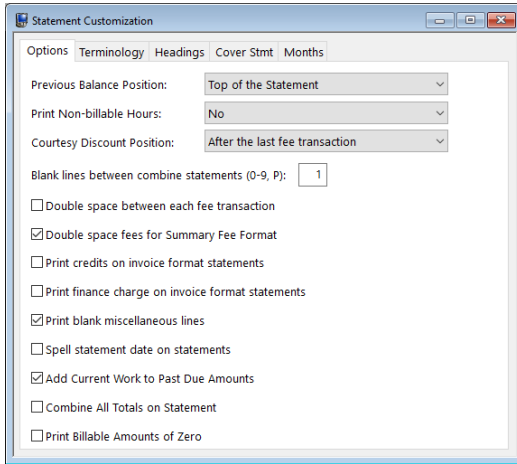 Statement Customization
Options Terminology Headings Cover Stmt Months
Previous Balance Position: Top of the Statement
Print Non-billable Hours: No
Courtesy Discount Position: After the last fee transaction
Blank lines between combine statements (0-9, P): 1
Double space between each fee transaction
Double space fees for Summary Fee Format
Print credits on invoice format statements
Print finance charge on invoice format statements
Print blank miscellaneous lines
Spell statement date on statements
Add Current Work to Past Due Amounts
Combine All Totals on Statement
Print Billable Amounts of Zero